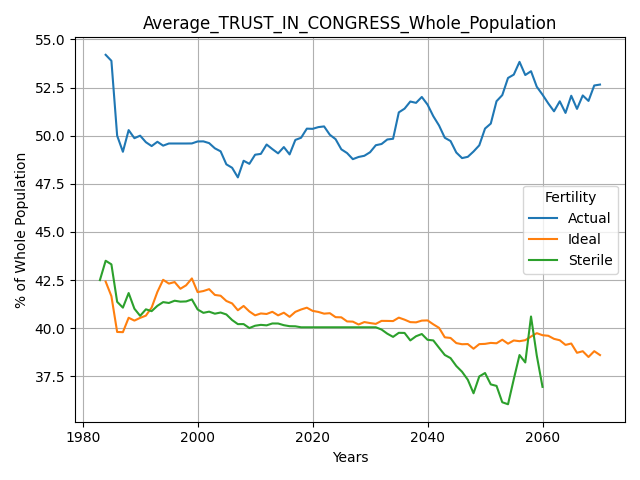 Average_TRUST_IN_CONGRESS_Whole_Population
% of Whole Population
55.0
52.5
50.0
47.5
45.0
42.5
40.0
37.5
Fertility
Actual
Ideal
Sterile
1980 2000 2020 2040 2060
Years